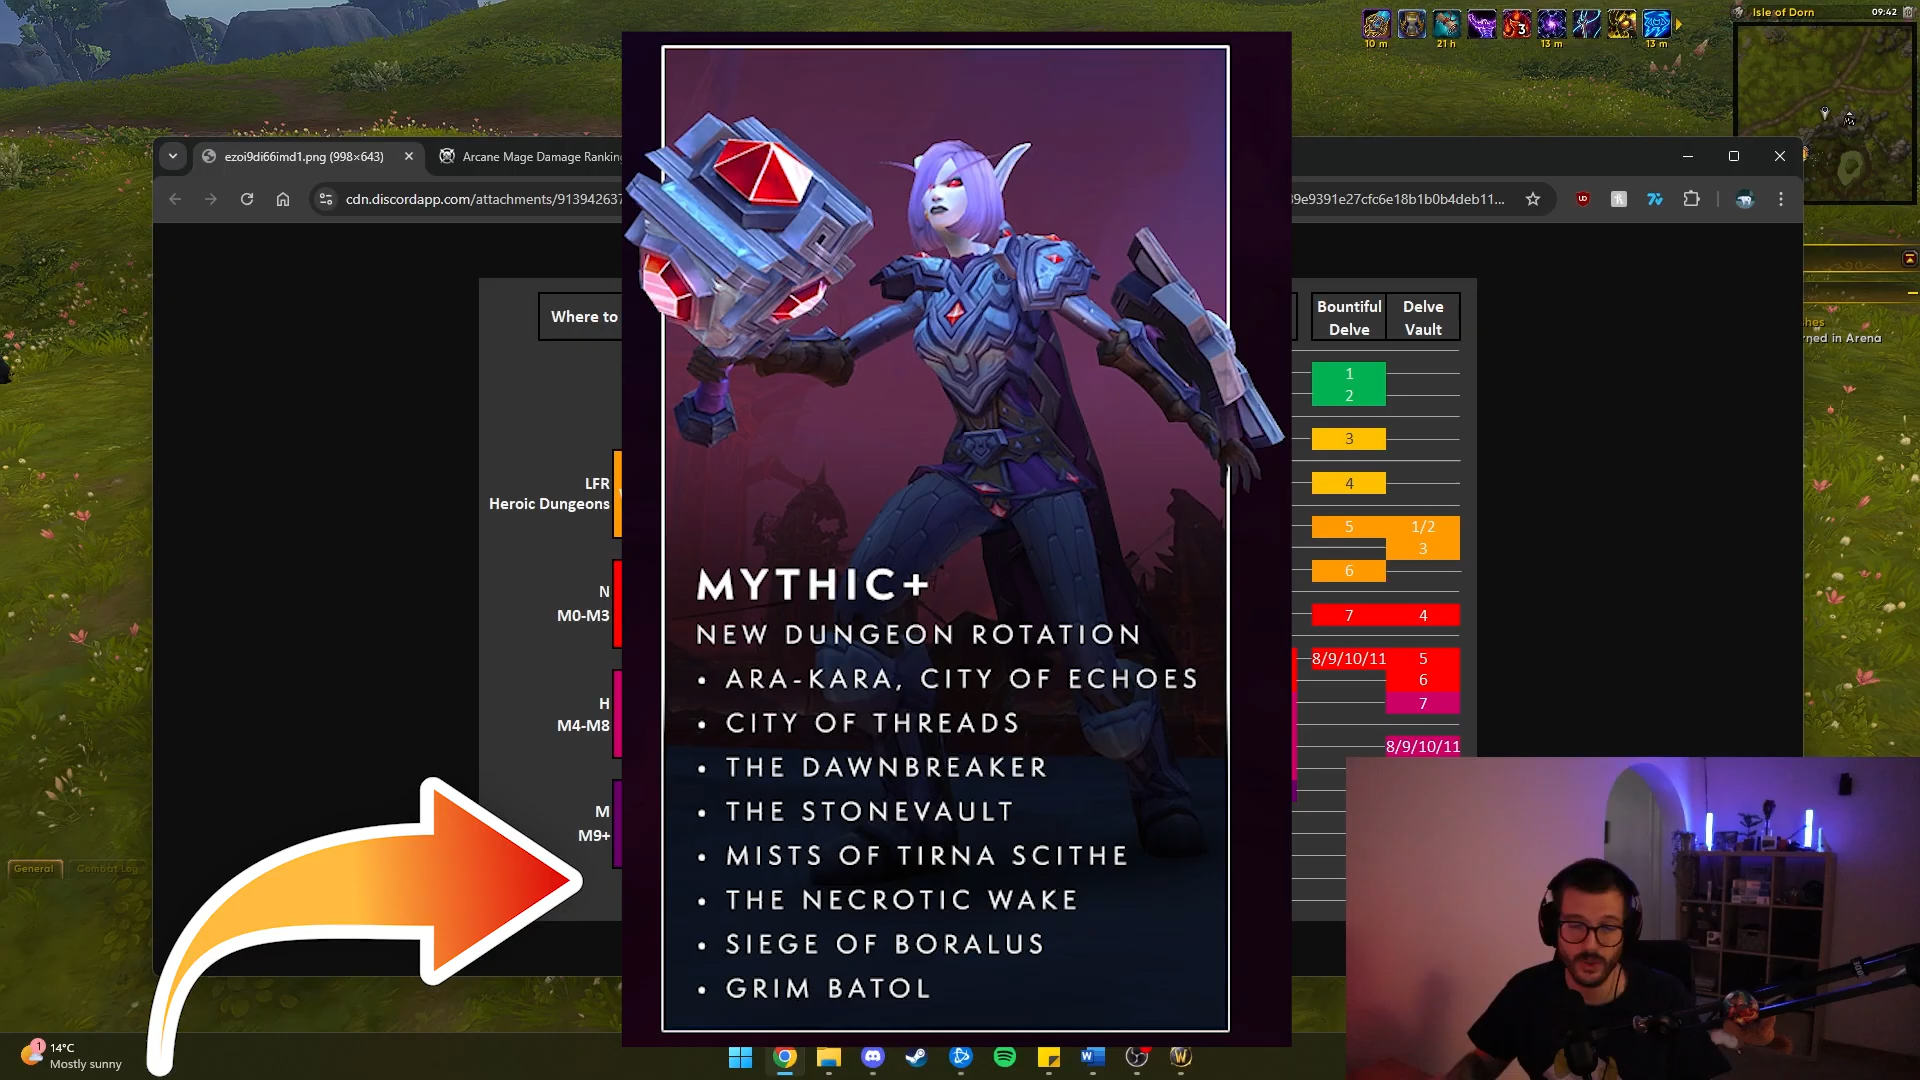 Isle of Dorn
09:42
3
10 m
21 h
13 m
13 m
ezoi9di66imd1.png (998×643)
Arcane Mage Damage Rankin
cdn.discordapp.com/attachments/913942637
39e9391e27cfc6e18b1b0b4deb11...
Where to
Bountiful
Delve
Delve
Vault
rned in Arena
1
2
3
4
LFR
Heroic Dungeons
5
1/2
3
6
N
M0-M3
7
4
8/9/10/11
5
6
7
H
M4-M8
8/9/10/11
M
M9+
MYTHIC+
NEW DUNGEON ROTATION
• ARA-KARA, CITY OF ECHOES
• CITY OF THREADS
• THE DAWNBREAKER
• THE STONEVAULT
• MISTS OF TIRNA SCITHE
• THE NECROTIC WAKE
• SIEGE OF BORALUS
• GRIM BATOL
General
Combat Log
1
14°C
Mostly sunny